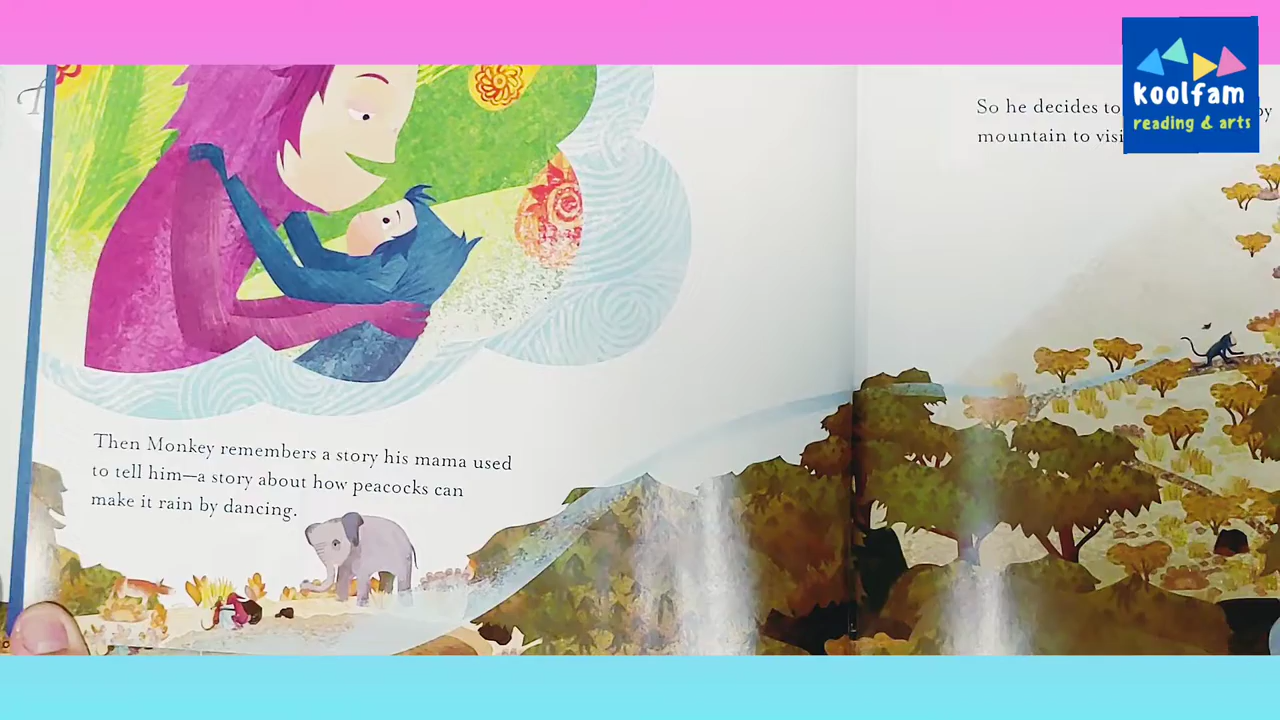 Then Monkey remembers a story his mama used
to tell him—a story about how peacocks can
make it rain by dancing.
So he decides to
mountain to
koolfam
reading & arts